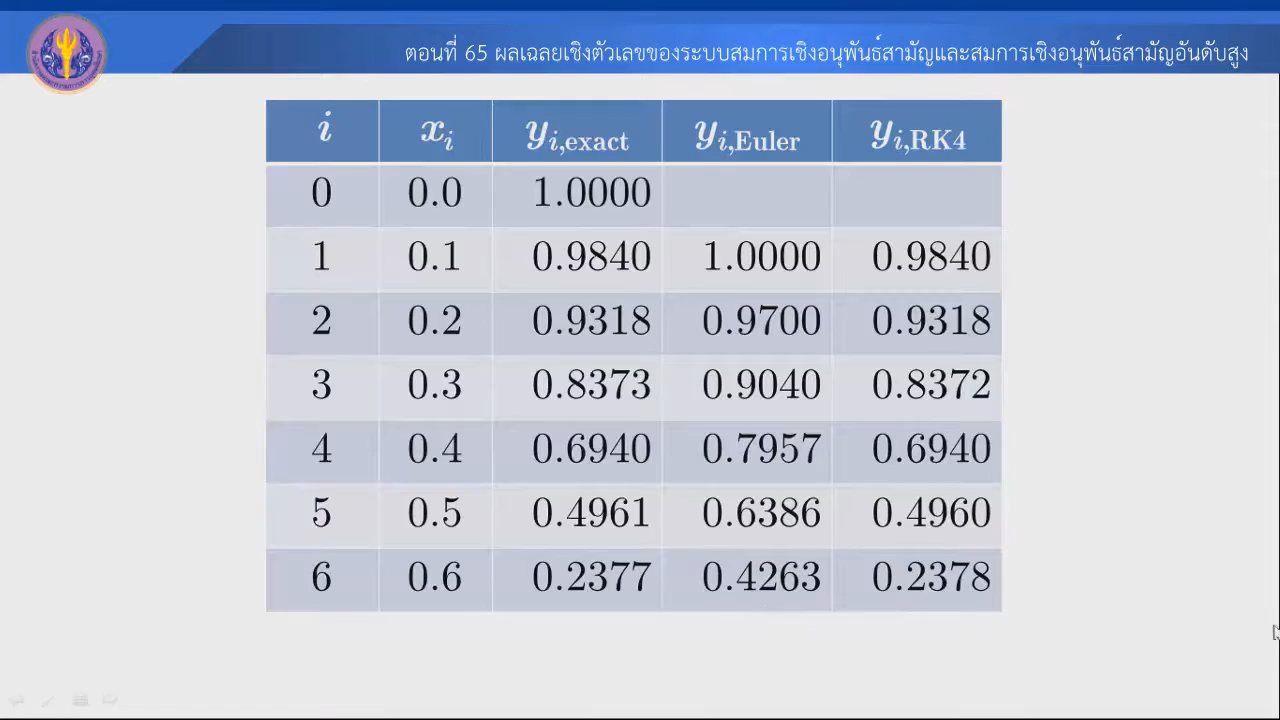 ตอนที่ 65 ผลเฉลยเชิงตัวเลขของระบบสมการเชิงอนุพันธ์สามัญและสมการเชิงอนุพันธ์สามัญอันดับสูง
i x_i y_i,exact y_i,Euler y_i,RK4
0 0.0 1.0000
1 0.1 0.9840 1.0000 0.9840
2 0.2 0.9318 0.9700 0.9318
3 0.3 0.8373 0.9040 0.8372
4 0.4 0.6940 0.7957 0.6940
5 0.5 0.4961 0.6386 0.4960
6 0.6 0.2377 0.4263 0.2378